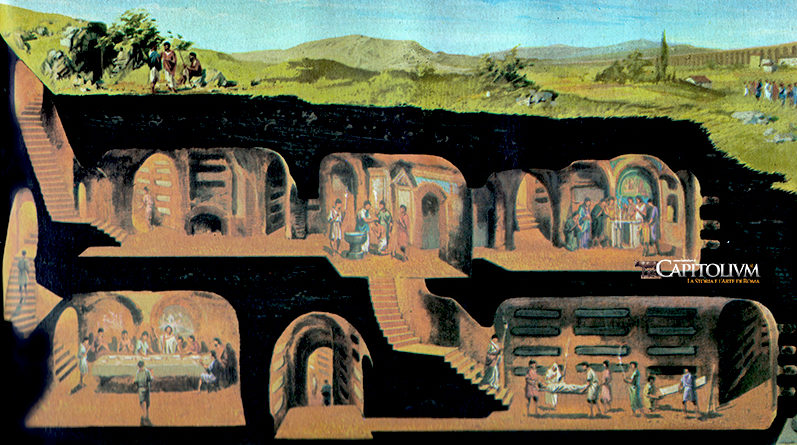 CAPITOLIVM
LA STORIA E L'ARTE DI ROMA